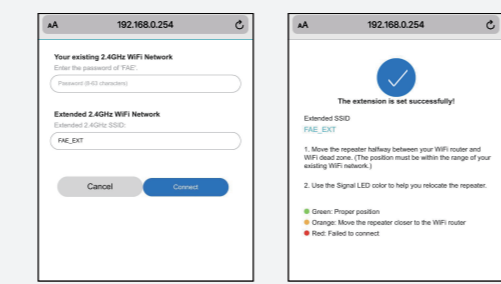 AA 192.168.0.254
Your existing 2.4GHz WiFi Network
Enter the password of 'FAE'.
Password (8-63 characters)
Extended 2.4GHz WiFi Network
Extended 2.4GHz SSID:
FAE_EXT
Cancel Connect
AA 192.168.0.254
The extension is set successfully!
Extended SSID
FAE_EXT
1. Move the repeater halfway between your WiFi router and
WiFi dead zone. (The position must be within the range of your
existing WiFi network.)
2. Use the Signal LED color to help you relocate the repeater.
Green: Proper position
Orange: Move the repeater closer to the WiFi router
Red: Failed to connect